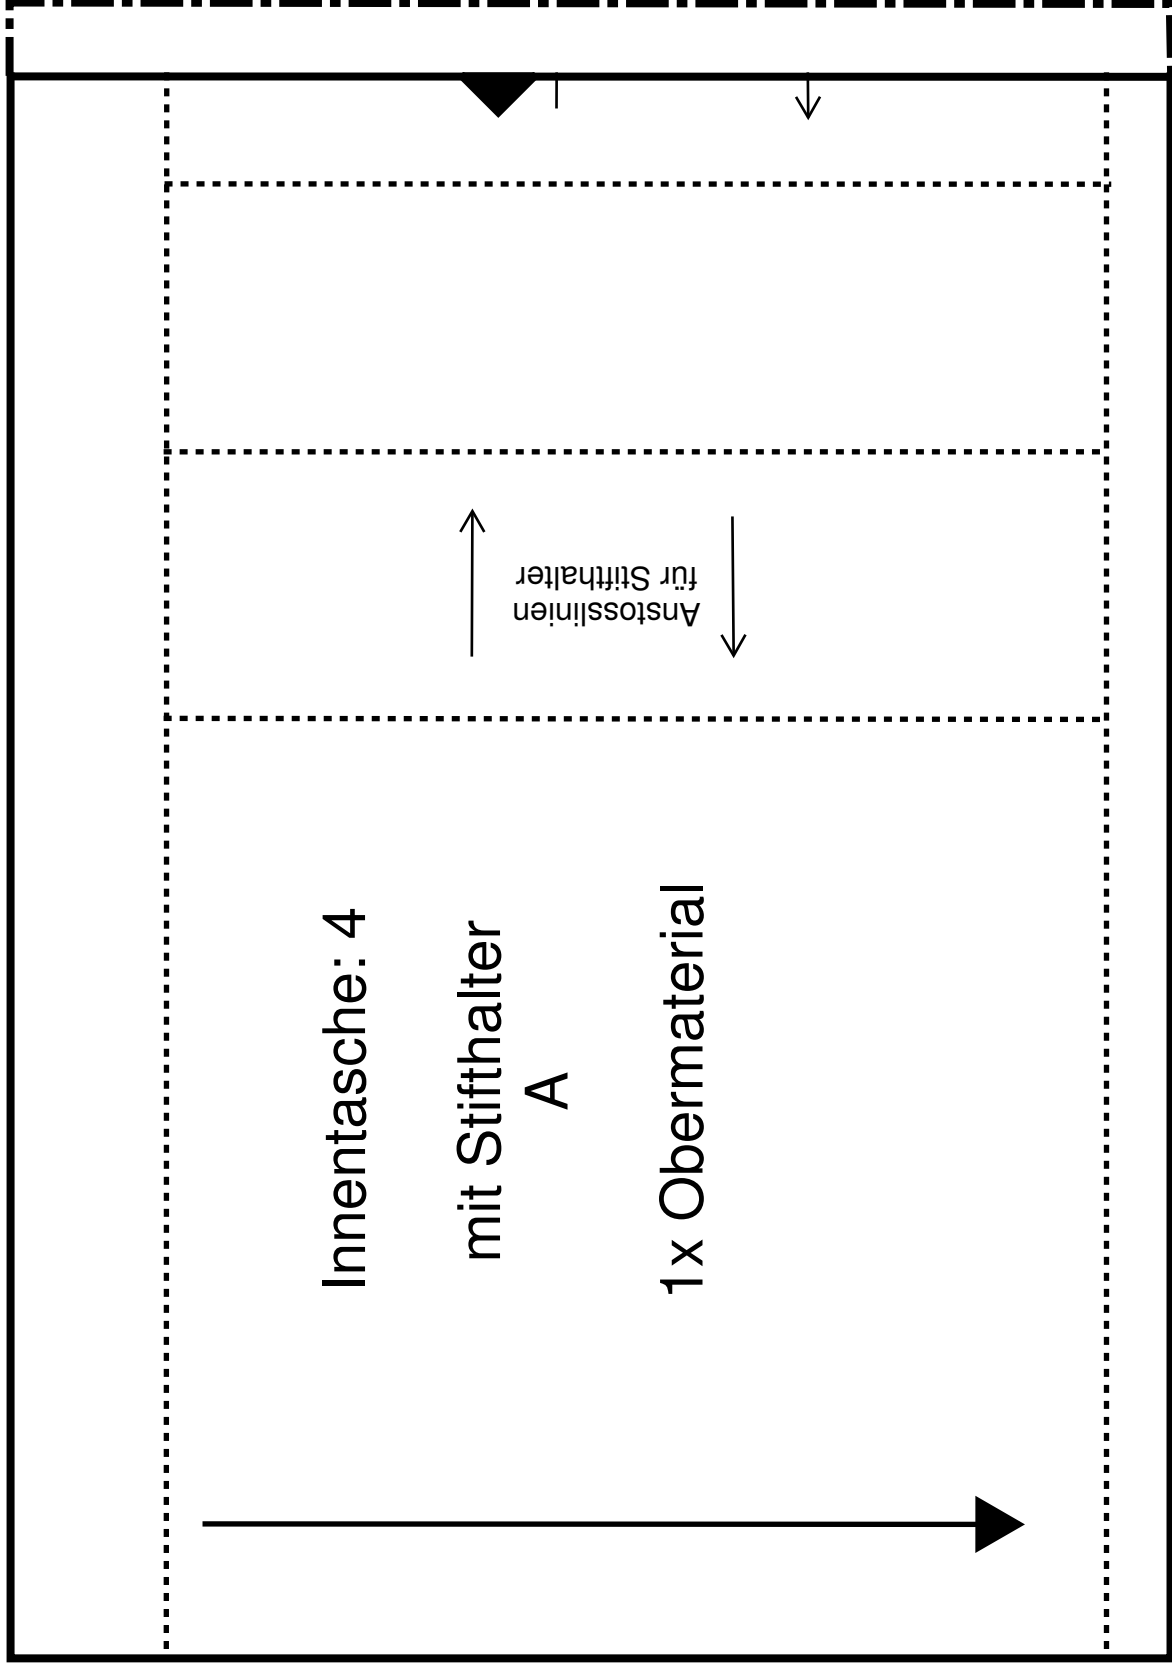 Innentasche: 4
mit Stifthalter
A
1x Obermaterial
Anstosslinien
für Stifthalter